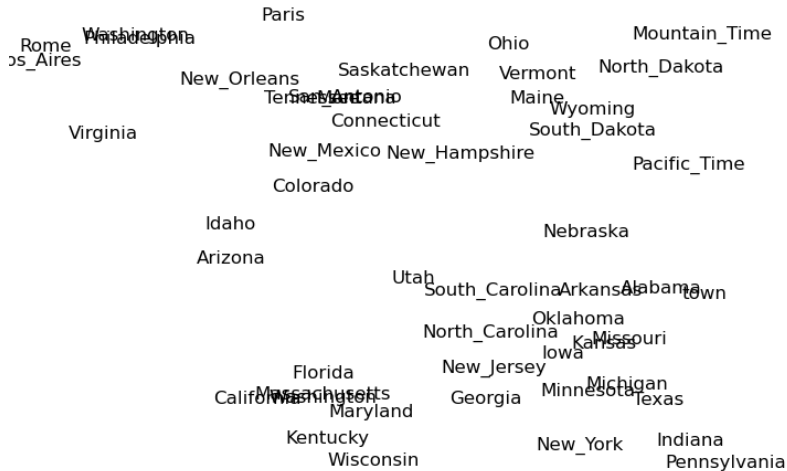 Paris
Washington
Philadelphia
Mountain_Time
Rome
Ohio
os_Aires
North_Dakota
Saskatchewan
Vermont
New_Orleans
Tennessee
San_Antonio
Maine
Wyoming
Connecticut
South_Dakota
Virginia
New_Mexico
New_Hampshire
Pacific_Time
Colorado
Idaho
Nebraska
Arizona
Utah
South_Carolina
Arkansas
Alabama
town
Oklahoma
North_Carolina
Missouri
Kansas
Iowa
New_Jersey
Florida
Michigan
Massachusetts
Minnesota
California
Washington
Georgia
Texas
Maryland
Kentucky
New_York
Indiana
Wisconsin
Pennsylvania